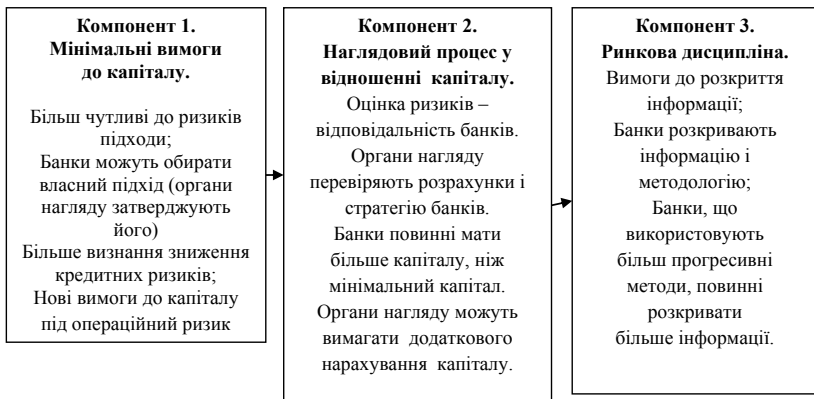 Компонент 1.
Мінімальні вимоги
до капіталу.
Більш чутливі до ризиків
підходи;
Банки можуть обирати
власний підхід (органи
нагляду затверджують
його)
Більше визнання зниження
кредитних ризиків;
Нові вимоги до капіталу
під операційний ризик
Компонент 2.
Наглядовий процес у
відношенні капіталу.
Оцінка ризиків –
відповідальність банків.
Органи нагляду
перевіряють розрахунки і
стратегію банків.
Банки повинні мати
більше капіталу, ніж
мінімальний капітал.
Органи нагляду можуть
вимагати додаткового
нарахування капіталу.
Компонент 3.
Ринкова дисципліна.
Вимоги до розкриття
інформації;
Банки розкривають
інформацію і
методологію;
Банки, що
використовують
більш прогресивні
методи, повинні
розкривати
більше інформації.